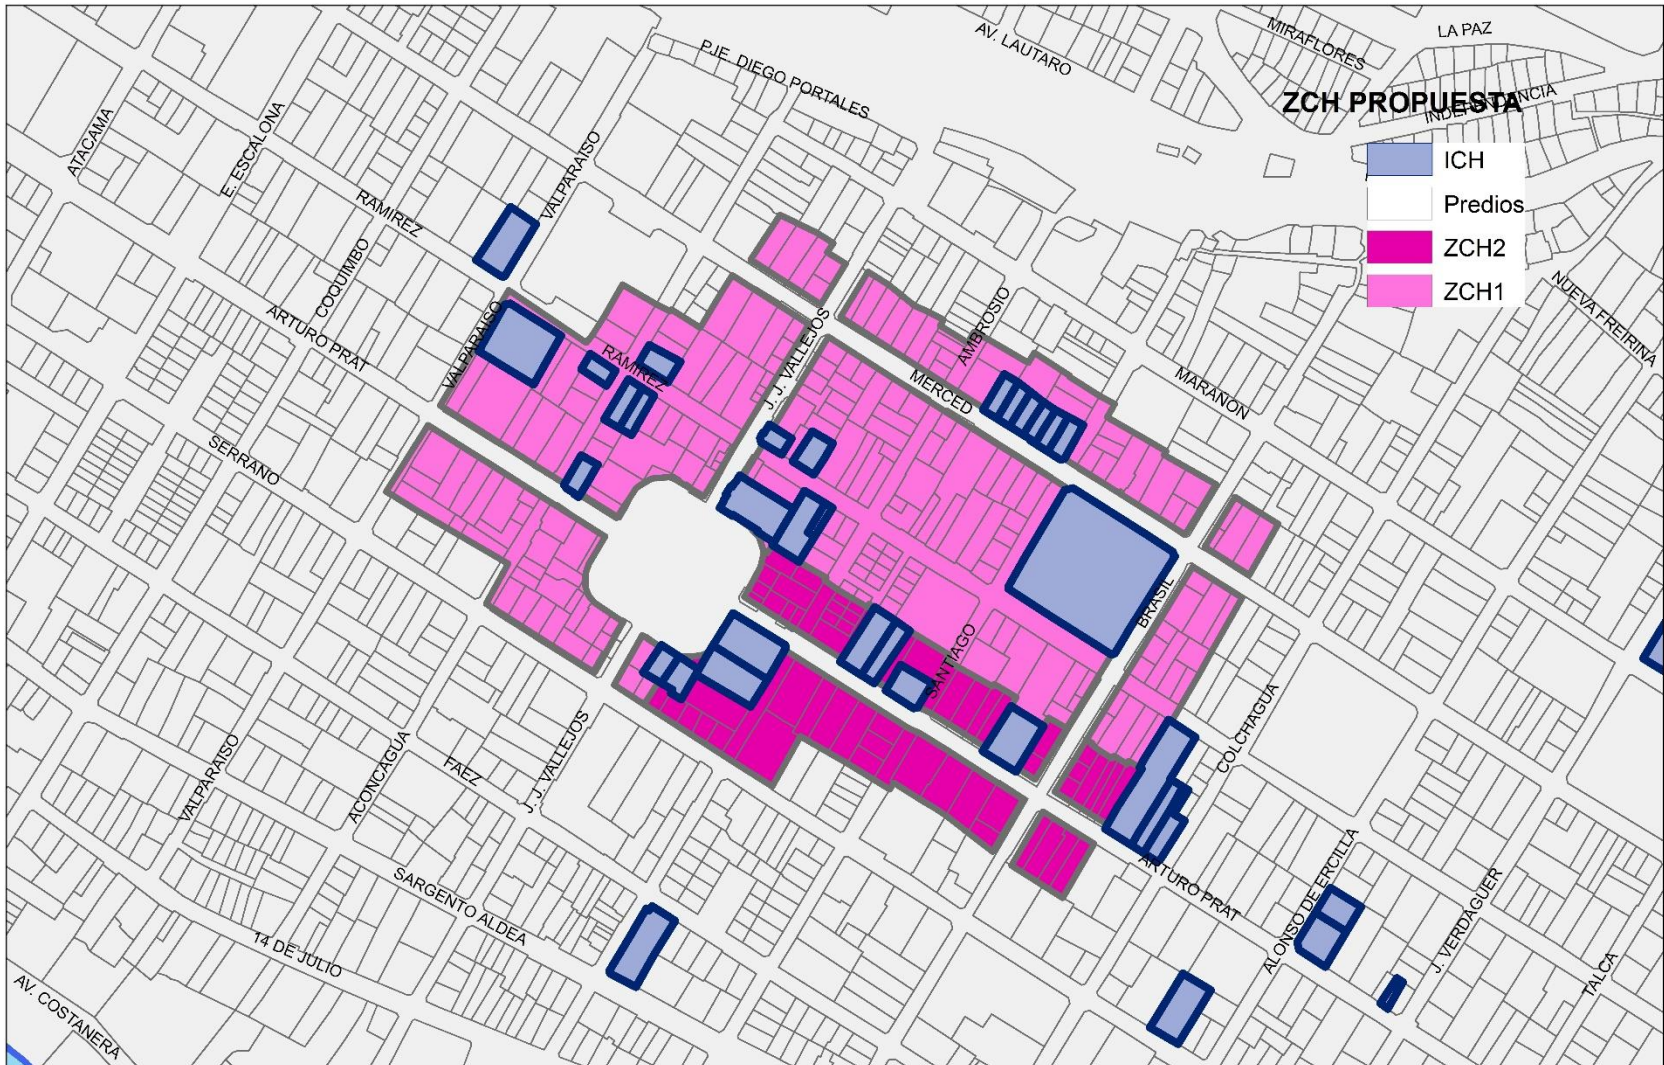 LA PAZ
MIRAFLORES
AV. LAUTARO
PJE. DIEGO PORTALES
ZCH PROPUESTA
INDEPENDENCIA
ATACAMA
E. ESCALONA
VALPARAISO
ICH
Predios
ZCH2
ZCH1
RAMIREZ
COQUIMBO
ARTURO PRAT
VALPARAISO
RAMIREZ
J. J. VALLEJOS
AMBROSIO
MERCED
MARAÑON
NUEVA FREIRINA
SERRANO
BRASIL
SANTIAGO
COLCHAGUA
VALPARAISO
ACONCAGUA
FAEZ
J. J. VALLEJOS
ARTURO PRAT
ALONSO DE ERCILLA
J. VERDAGUER
TALCA
SARGENTO ALDEA
14 DE JULIO
AV. COSTANERA